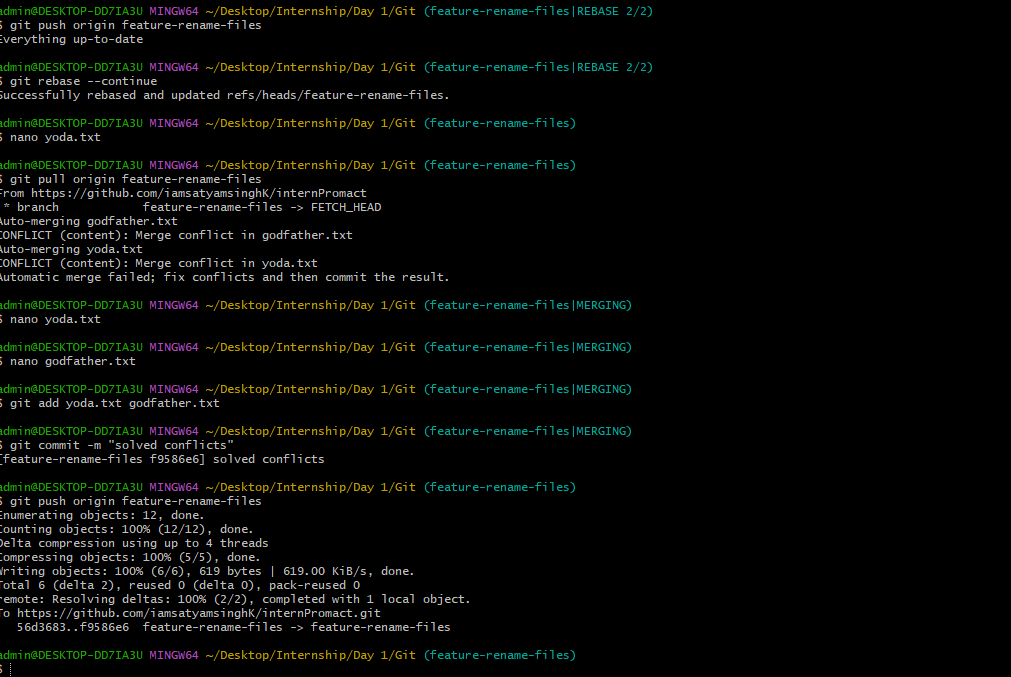 admin@DESKTOP-DD7IA3U MINGW64 ~/Desktop/Internship/Day 1/Git (feature-rename-files|REBASE 2/2)
$ git push origin feature-rename-files
Everything up-to-date
admin@DESKTOP-DD7IA3U MINGW64 ~/Desktop/Internship/Day 1/Git (feature-rename-files|REBASE 2/2)
$ git rebase --continue
Successfully rebased and updated refs/heads/feature-rename-files.
admin@DESKTOP-DD7IA3U MINGW64 ~/Desktop/Internship/Day 1/Git (feature-rename-files)
$ nano yoda.txt
admin@DESKTOP-DD7IA3U MINGW64 ~/Desktop/Internship/Day 1/Git (feature-rename-files)
$ git pull origin feature-rename-files
From https://github.com/iamsatyamsinghK/internPromact
 * branch            feature-rename-files -> FETCH_HEAD
Auto-merging godfather.txt
CONFLICT (content): Merge conflict in godfather.txt
Auto-merging yoda.txt
CONFLICT (content): Merge conflict in yoda.txt
Automatic merge failed; fix conflicts and then commit the result.
admin@DESKTOP-DD7IA3U MINGW64 ~/Desktop/Internship/Day 1/Git (feature-rename-files|MERGING)
$ nano yoda.txt
admin@DESKTOP-DD7IA3U MINGW64 ~/Desktop/Internship/Day 1/Git (feature-rename-files|MERGING)
$ nano godfather.txt
admin@DESKTOP-DD7IA3U MINGW64 ~/Desktop/Internship/Day 1/Git (feature-rename-files|MERGING)
$ git add yoda.txt godfather.txt
admin@DESKTOP-DD7IA3U MINGW64 ~/Desktop/Internship/Day 1/Git (feature-rename-files|MERGING)
$ git commit -m "solved conflicts"
[feature-rename-files f9586e6] solved conflicts
admin@DESKTOP-DD7IA3U MINGW64 ~/Desktop/Internship/Day 1/Git (feature-rename-files)
$ git push origin feature-rename-files
Enumerating objects: 12, done.
Counting objects: 100% (12/12), done.
Delta compression using up to 4 threads
Compressing objects: 100% (5/5), done.
Writing objects: 100% (6/6), 619 bytes | 619.00 KiB/s, done.
Total 6 (delta 2), reused 0 (delta 0), pack-reused 0
remote: Resolving deltas: 100% (2/2), completed with 1 local object.
To https://github.com/iamsatyamsinghK/internPromact.git
   56d3683..f9586e6  feature-rename-files -> feature-rename-files
admin@DESKTOP-DD7IA3U MINGW64 ~/Desktop/Internship/Day 1/Git (feature-rename-files)
$